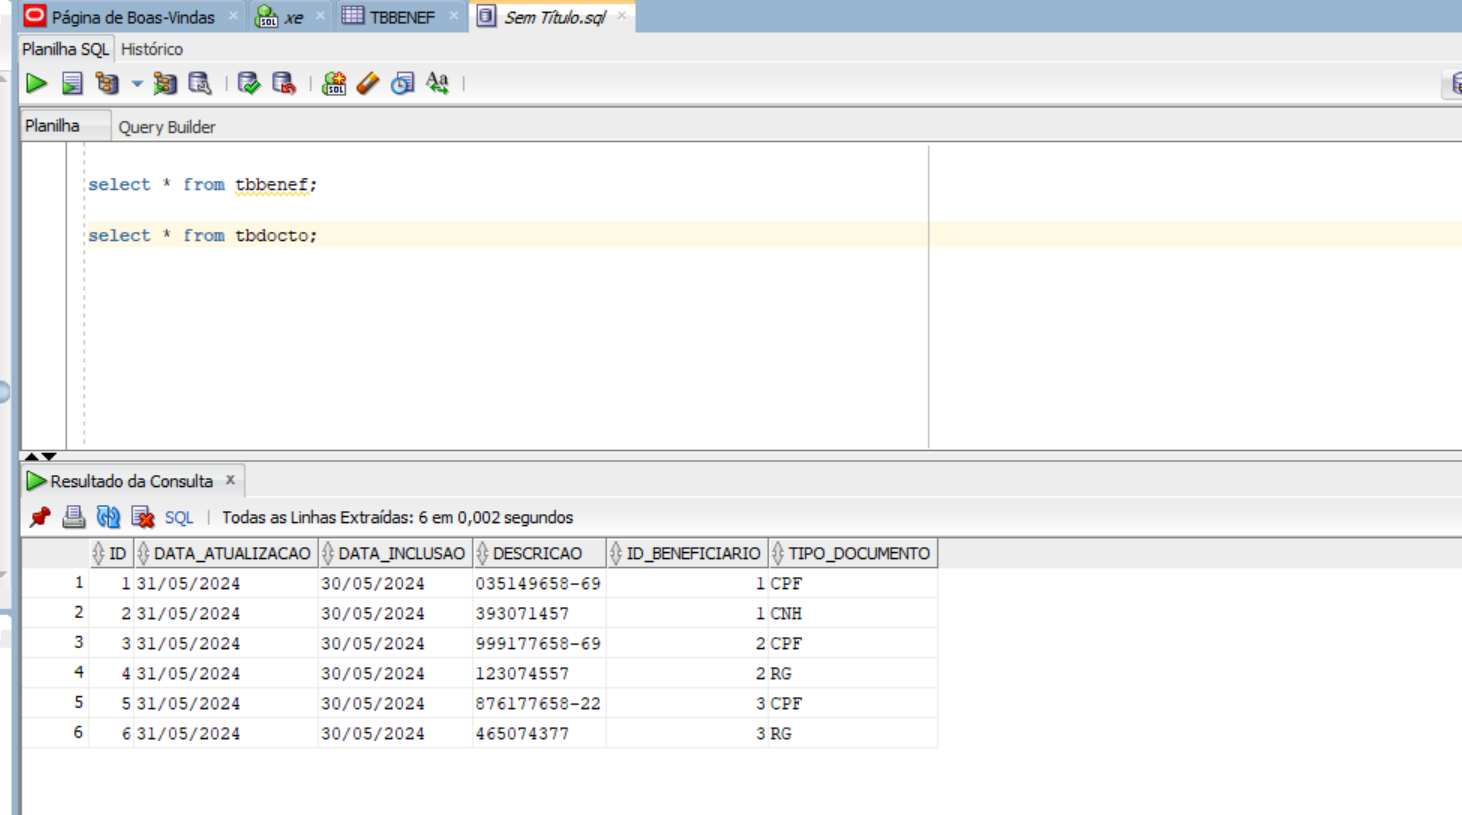 Página de Boas-Vindas xe TBBENEF Sem Título.sql
Planilha SQL Histórico
Planilha Query Builder
select * from tbbenef;
select * from tbdocto;
Resultado da Consulta x
SQL | Todas as Linhas Extraídas: 6 em 0,002 segundos
ID DATA_ATUALIZACAO DATA_INCLUSAO DESCRICAO ID_BENEFICIARIO TIPO_DOCUMENTO
1 1 31/05/2024 30/05/2024 035149658-69 1 CPF
2 2 31/05/2024 30/05/2024 393071457 1 CNH
3 3 31/05/2024 30/05/2024 999177658-69 2 CPF
4 4 31/05/2024 30/05/2024 123074557 2 RG
5 5 31/05/2024 30/05/2024 876177658-22 3 CPF
6 6 31/05/2024 30/05/2024 465074377 3 RG